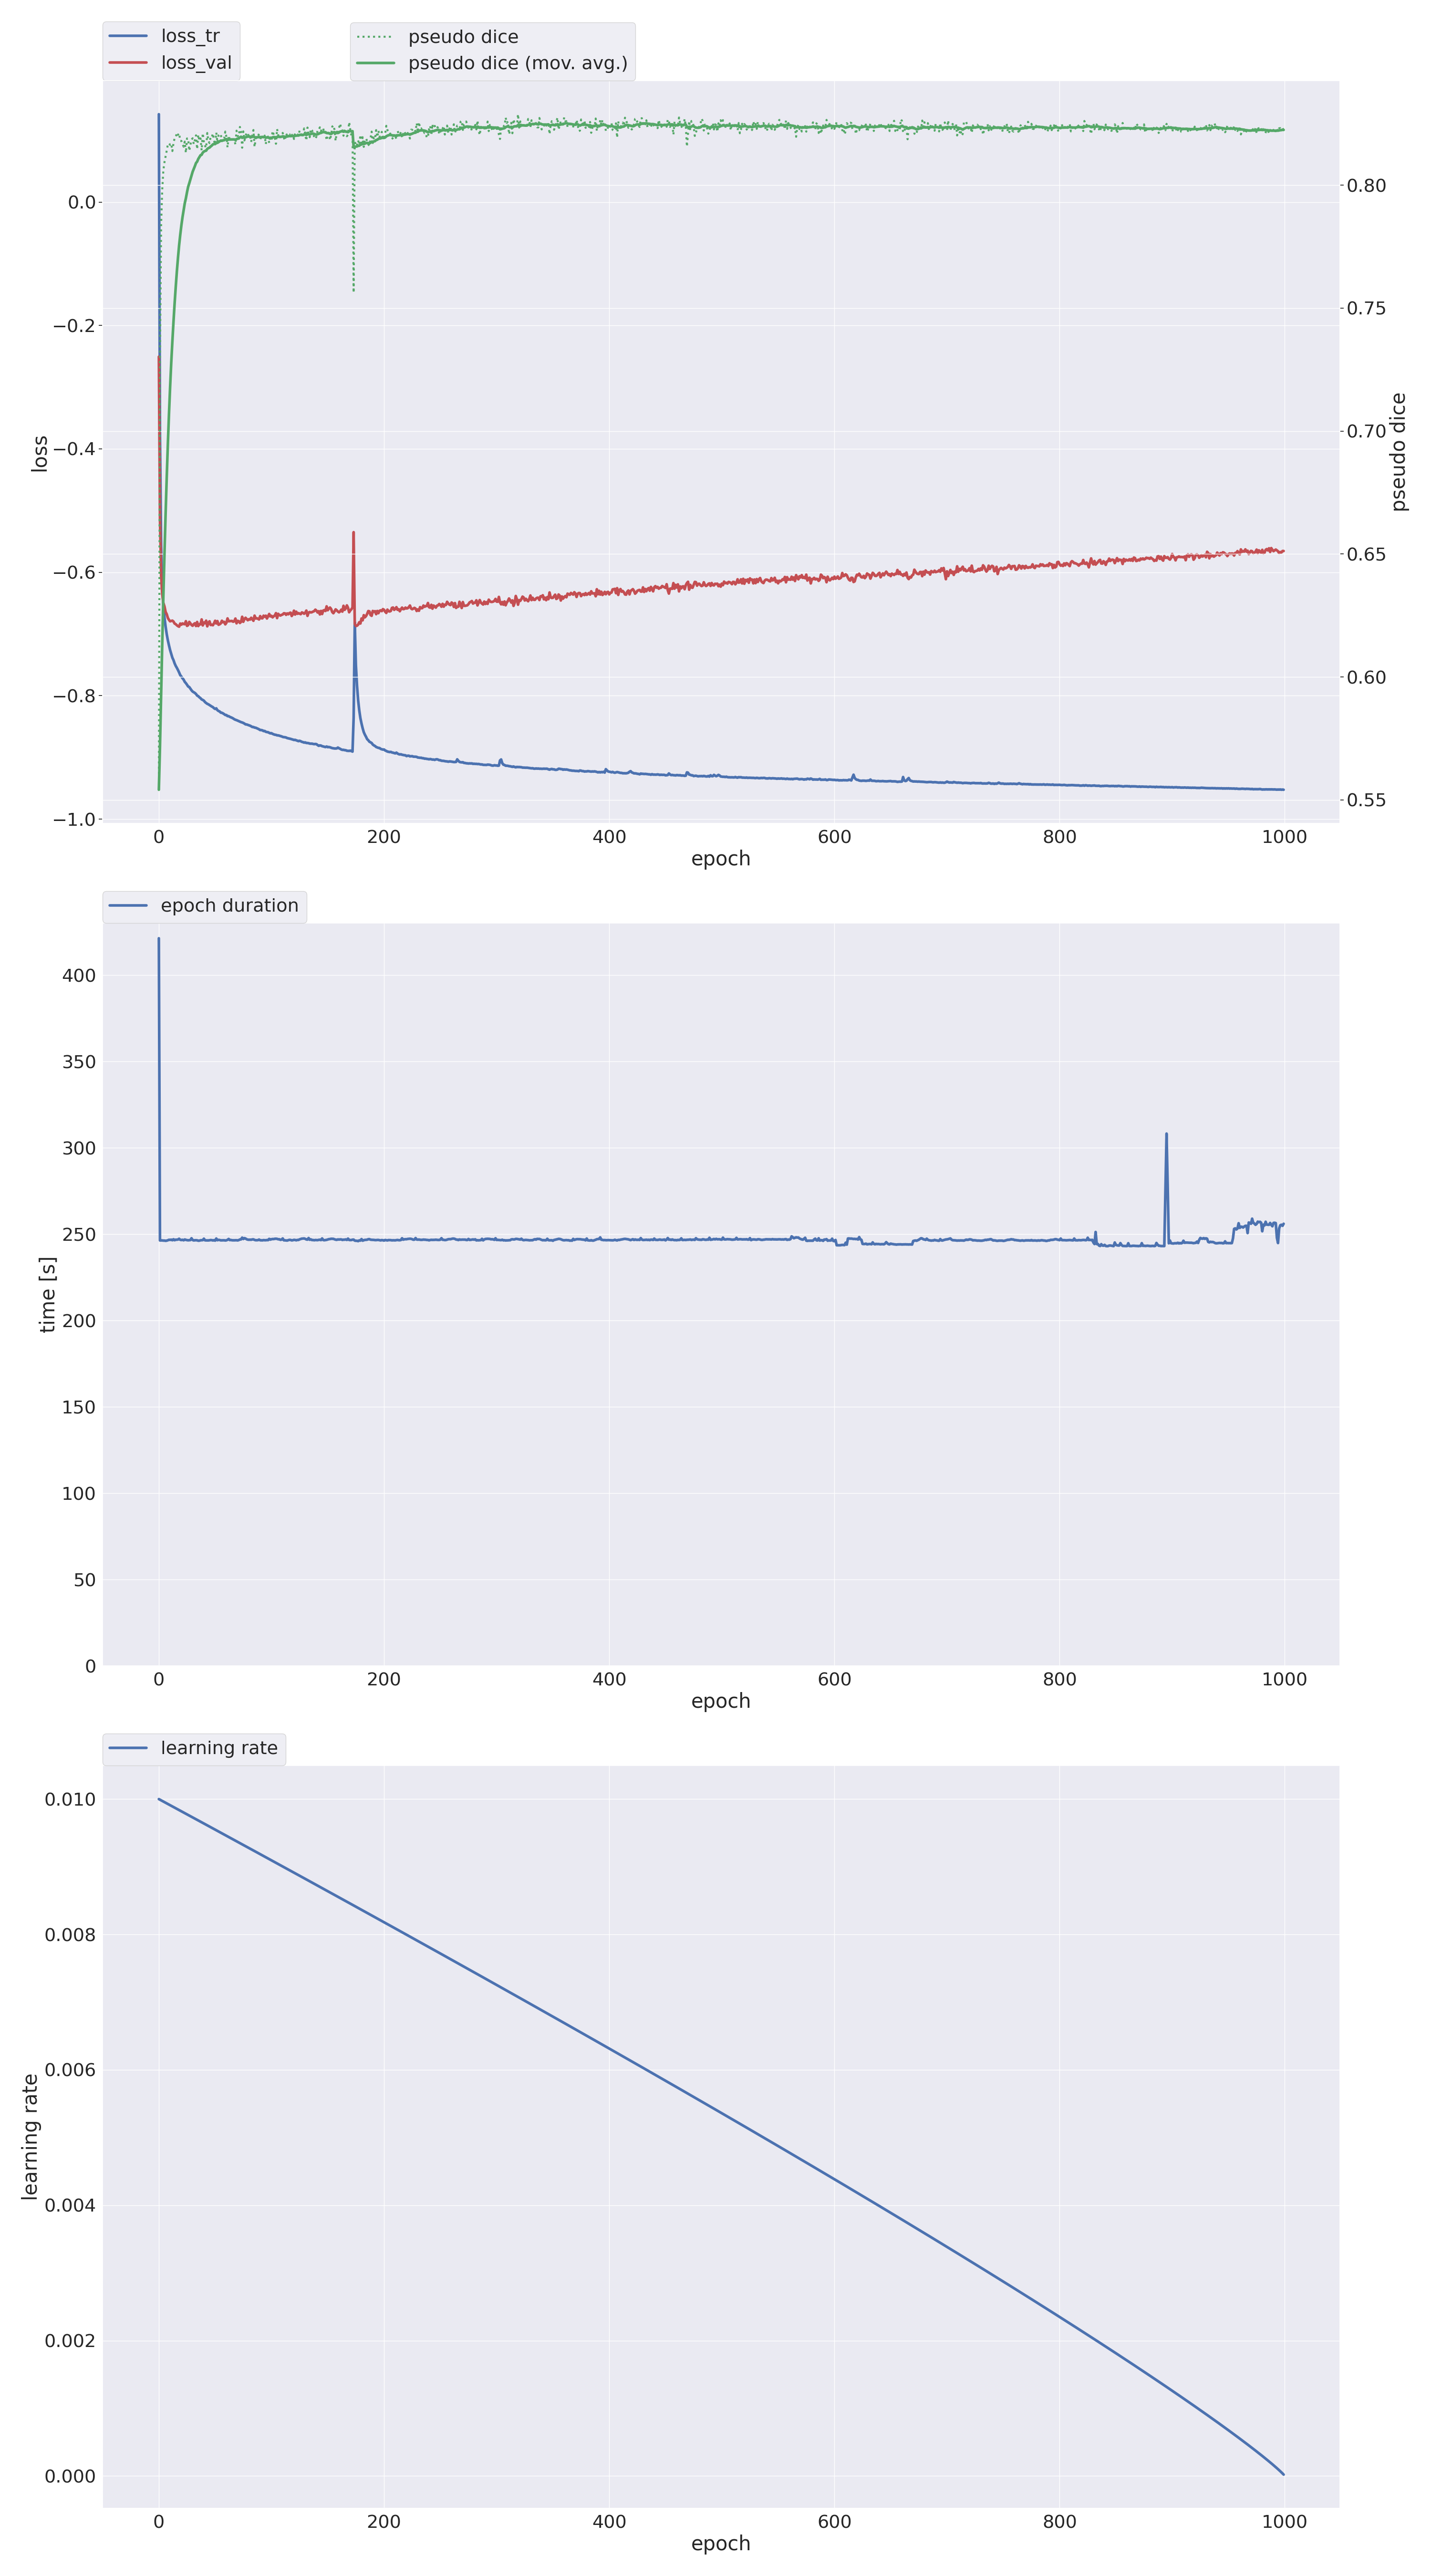 loss_tr
loss_val
pseudo dice
pseudo dice (mov. avg.)
0.0
−0.2
−0.4
−0.6
−0.8
−1.0
loss
0.80
0.75
0.70
0.65
0.60
0.55
pseudo dice
0 200 400 600 800 1000
epoch
epoch duration
400
350
300
250
200
150
100
50
0
time [s]
0 200 400 600 800 1000
epoch
learning rate
0.010
0.008
0.006
0.004
0.002
0.000
learning rate
0 200 400 600 800 1000
epoch